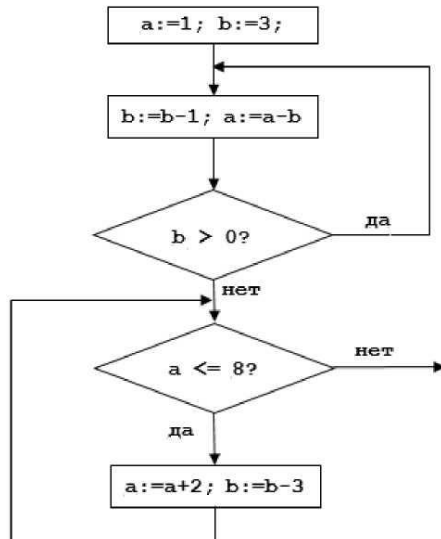 a:=1; b:=3;
b:=b-1; a:=a-b
b > 0?
да
нет
a <= 8?
нет
да
a:=a+2; b:=b-3